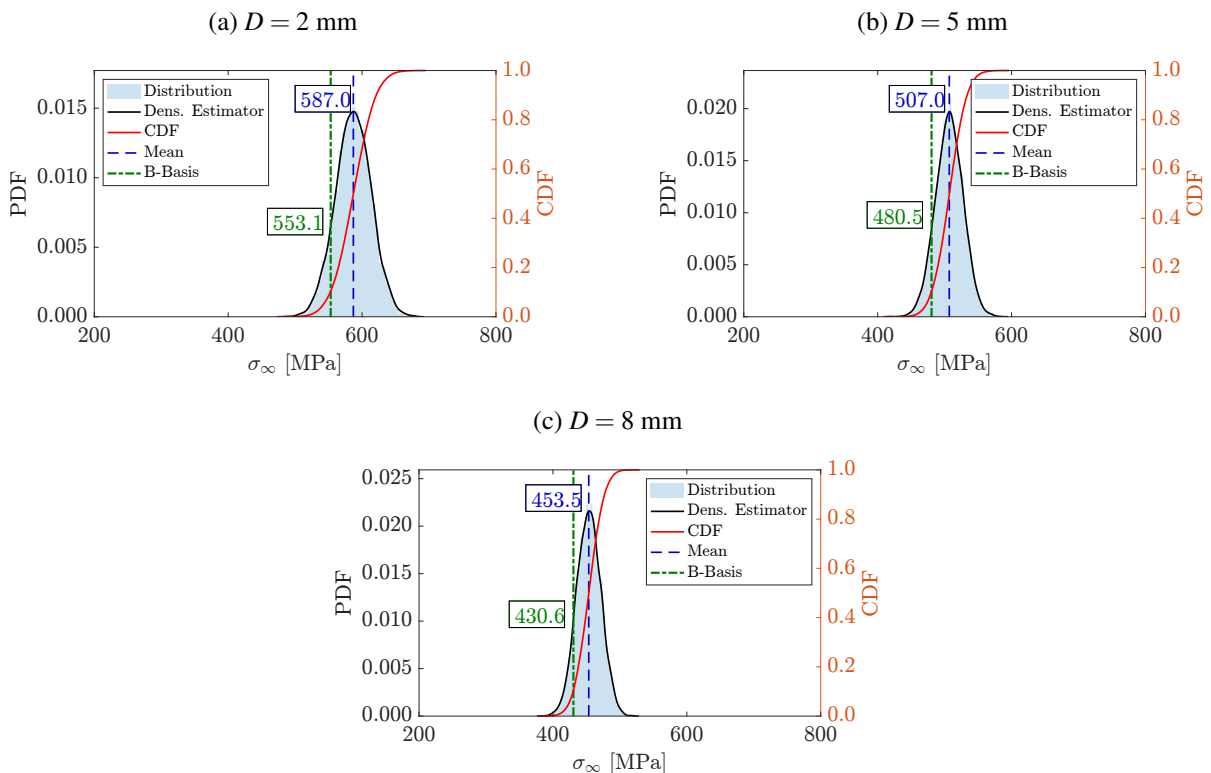 (a) D = 2 mm
0.015
0.010
0.005
0.000
PDF
1.0
0.8
0.6
0.4
0.2
0.0
CDF
200 400 600 800
σ∞ [MPa]
Distribution
Dens. Estimator
CDF
Mean
B-Basis
587.0
553.1
(b) D = 5 mm
0.020
0.015
0.010
0.005
0.000
PDF
1.0
0.8
0.6
0.4
0.2
0.0
CDF
200 400 600 800
σ∞ [MPa]
Distribution
Dens. Estimator
CDF
Mean
B-Basis
507.0
480.5
(c) D = 8 mm
0.025
0.020
0.015
0.010
0.005
0.000
PDF
1.0
0.8
0.6
0.4
0.2
0.0
CDF
200 400 600 800
σ∞ [MPa]
Distribution
Dens. Estimator
CDF
Mean
B-Basis
453.5
430.6